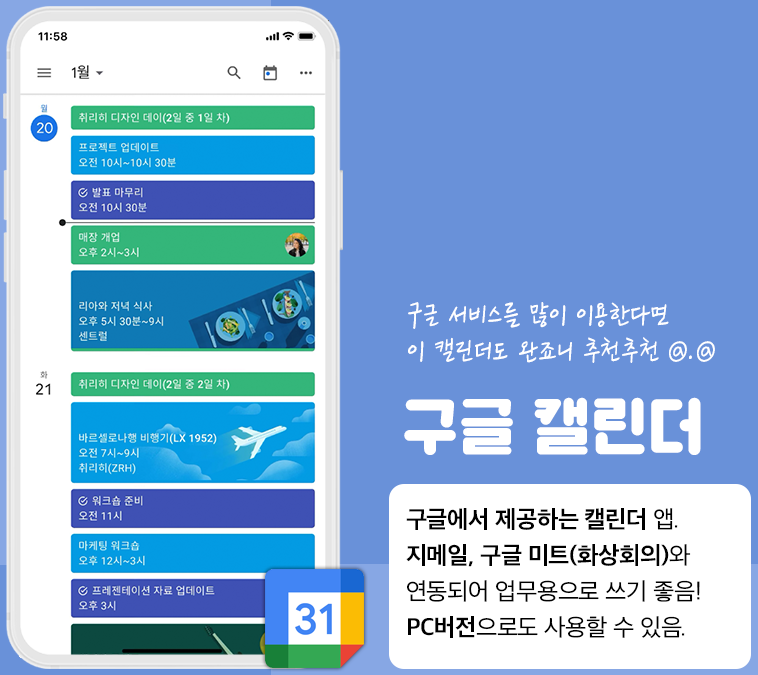 11:58
1월
월
20
취리히 디자인 데이(2일 중 1일 차)
프로젝트 업데이트
오전 10시~10시 30분
발표 마무리
오전 10시 30분
매장 개업
오후 2시~3시
리아와 저녁 식사
오후 5시 30분~9시
센트럴
화
21
취리히 디자인 데이(2일 중 2일 차)
바르셀로나행 비행기(LX 1952)
오전 7시~9시
취리히(ZRH)
워크숍 준비
오전 11시
마케팅 워크숍
오후 12시~3시
프레젠테이션 자료 업데이트
오후 3시
31
구글 서비스를 많이 이용한다면
이 캘린더도 완죠니 추천추천 @.@
구글 캘린더
구글에서 제공하는 캘린더 앱.
지메일, 구글 미트(화상회의)와
연동되어 업무용으로 쓰기 좋음!
PC버전으로도 사용할 수 있음.